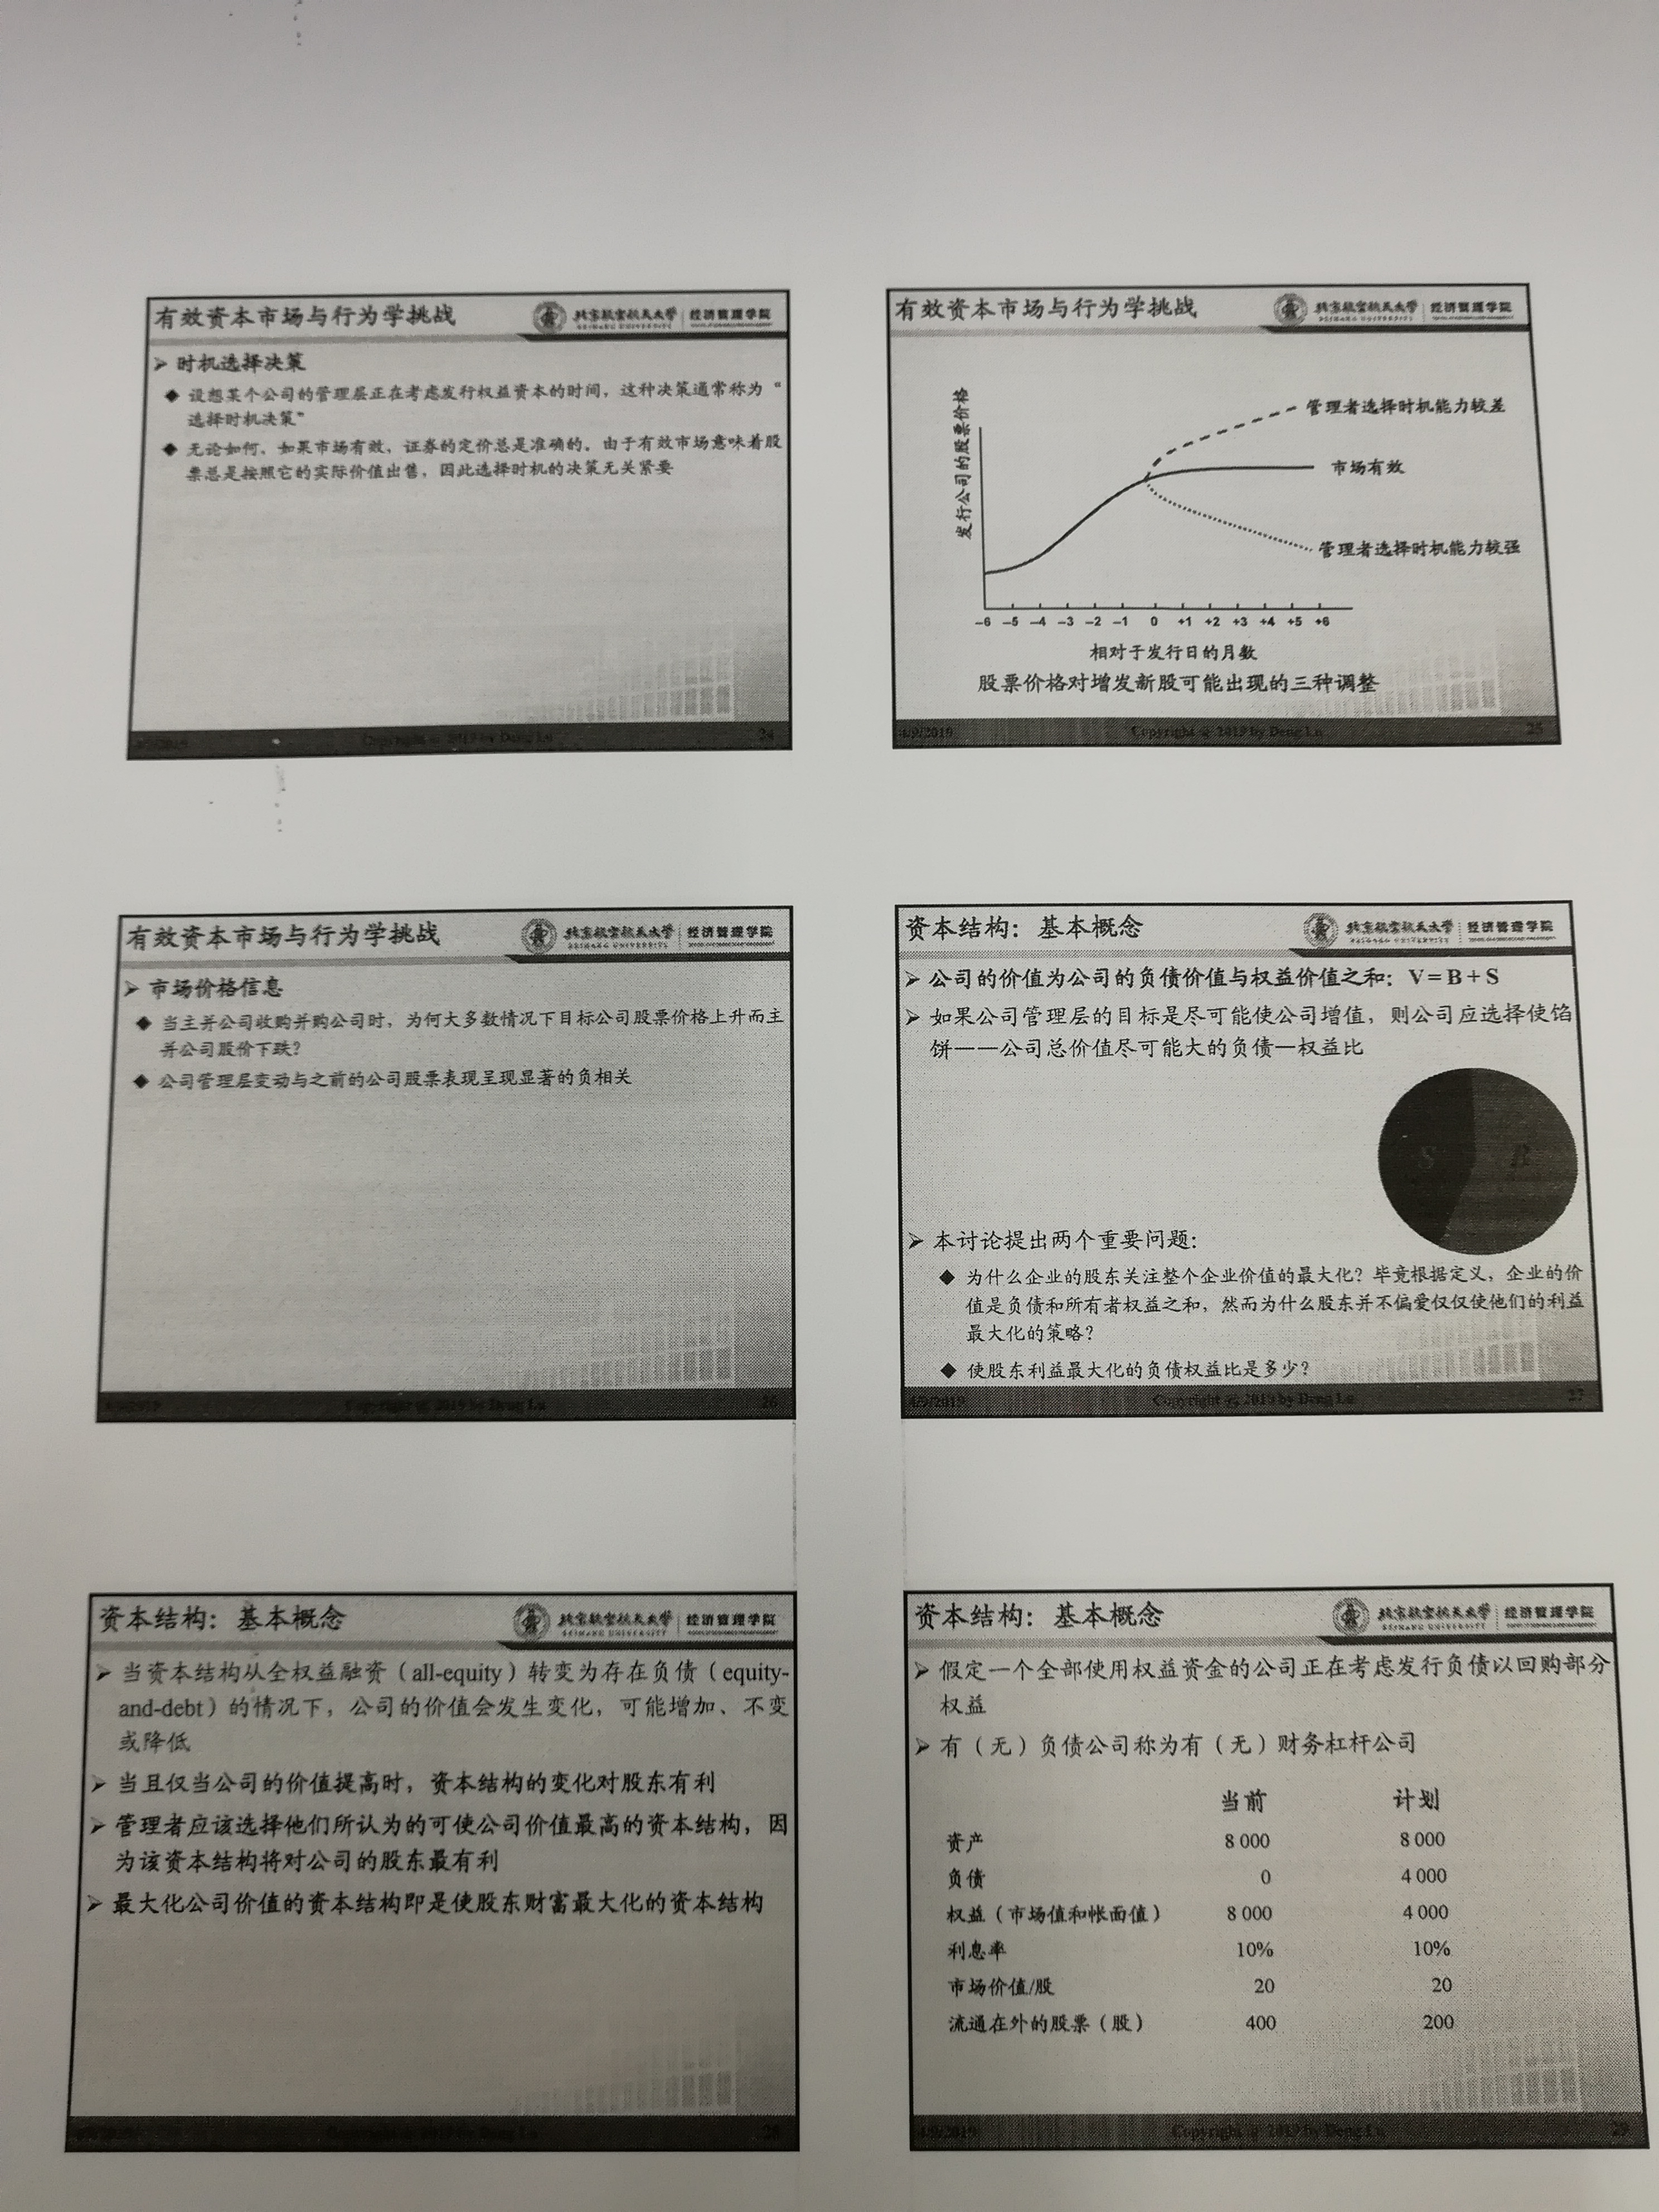 有效资本市场与行为学挑战
北京航空航天大学 经济管理学院
BEIHANG UNIVERSITY
时机选择决策
设想某个公司的管理层正在考虑发行权益资本的时间，这种决策通常称为“
选择时机决策”
无论如何，如果市场有效，证券的定价总是准确的。由于有效市场意味着股
票总是按照它的实际价值出售，因此选择时机的决策无关紧要
Copyright @ 2019 by Deng Lu
24
有效资本市场与行为学挑战
北京航空航天大学 经济管理学院
BEIHANG UNIVERSITY
发行公司的股票价格
管理者选择时机能力较差
市场有效
管理者选择时机能力较强
–6 –5 –4 –3 –2 –1 0 +1 +2 +3 +4 +5 +6
相对于发行日的月数
股票价格对增发新股可能出现的三种调整
4/9/2019 Copyright @ 2019 by Deng Lu 25
有效资本市场与行为学挑战
北京航空航天大学 经济管理学院
BEIHANG UNIVERSITY
市场价格信息
当主并公司收购并购公司时，为何大多数情况下目标公司股票价格上升而主
并公司股价下跌？
公司管理层变动与之前的公司股票表现呈现显著的负相关
Copyright @ 2019 by Deng Lu 26
资本结构：基本概念
北京航空航天大学 经济管理学院
BEIHANG UNIVERSITY
公司的价值为公司的负债价值与权益价值之和：V = B + S
如果公司管理层的目标是尽可能使公司增值，则公司应选择使馅
饼——公司总价值尽可能大的负债—权益比
S B
本讨论提出两个重要问题：
为什么企业的股东关注整个企业价值的最大化？毕竟根据定义，企业的价
值是负债和所有者权益之和，然而为什么股东并不偏爱仅仅使他们的利益
最大化的策略？
使股东利益最大化的负债权益比是多少？
4/9/2019 Copyright @ 2019 by Deng Lu 27
资本结构：基本概念
北京航空航天大学 经济管理学院
BEIHANG UNIVERSITY
当资本结构从全权益融资（all-equity）转变为存在负债（equity-
and-debt）的情况下，公司的价值会发生变化，可能增加、不变
或降低
当且仅当公司的价值提高时，资本结构的变化对股东有利
管理者应该选择他们所认为的可使公司价值最高的资本结构，因
为该资本结构将对公司的股东最有利
最大化公司价值的资本结构即是使股东财富最大化的资本结构
Copyright @ 2019 by Deng Lu 28
资本结构：基本概念
北京航空航天大学 经济管理学院
BEIHANG UNIVERSITY
假定一个全部使用权益资金的公司正在考虑发行负债以回购部分
权益
有（无）负债公司称为有（无）财务杠杆公司
当前 计划
资产 8 000 8 000
负债 0 4 000
权益（市场值和帐面值） 8 000 4 000
利息率 10% 10%
市场价值/股 20 20
流通在外的股票（股） 400 200
4/9/2019 Copyright @ 2019 by Deng Lu 29